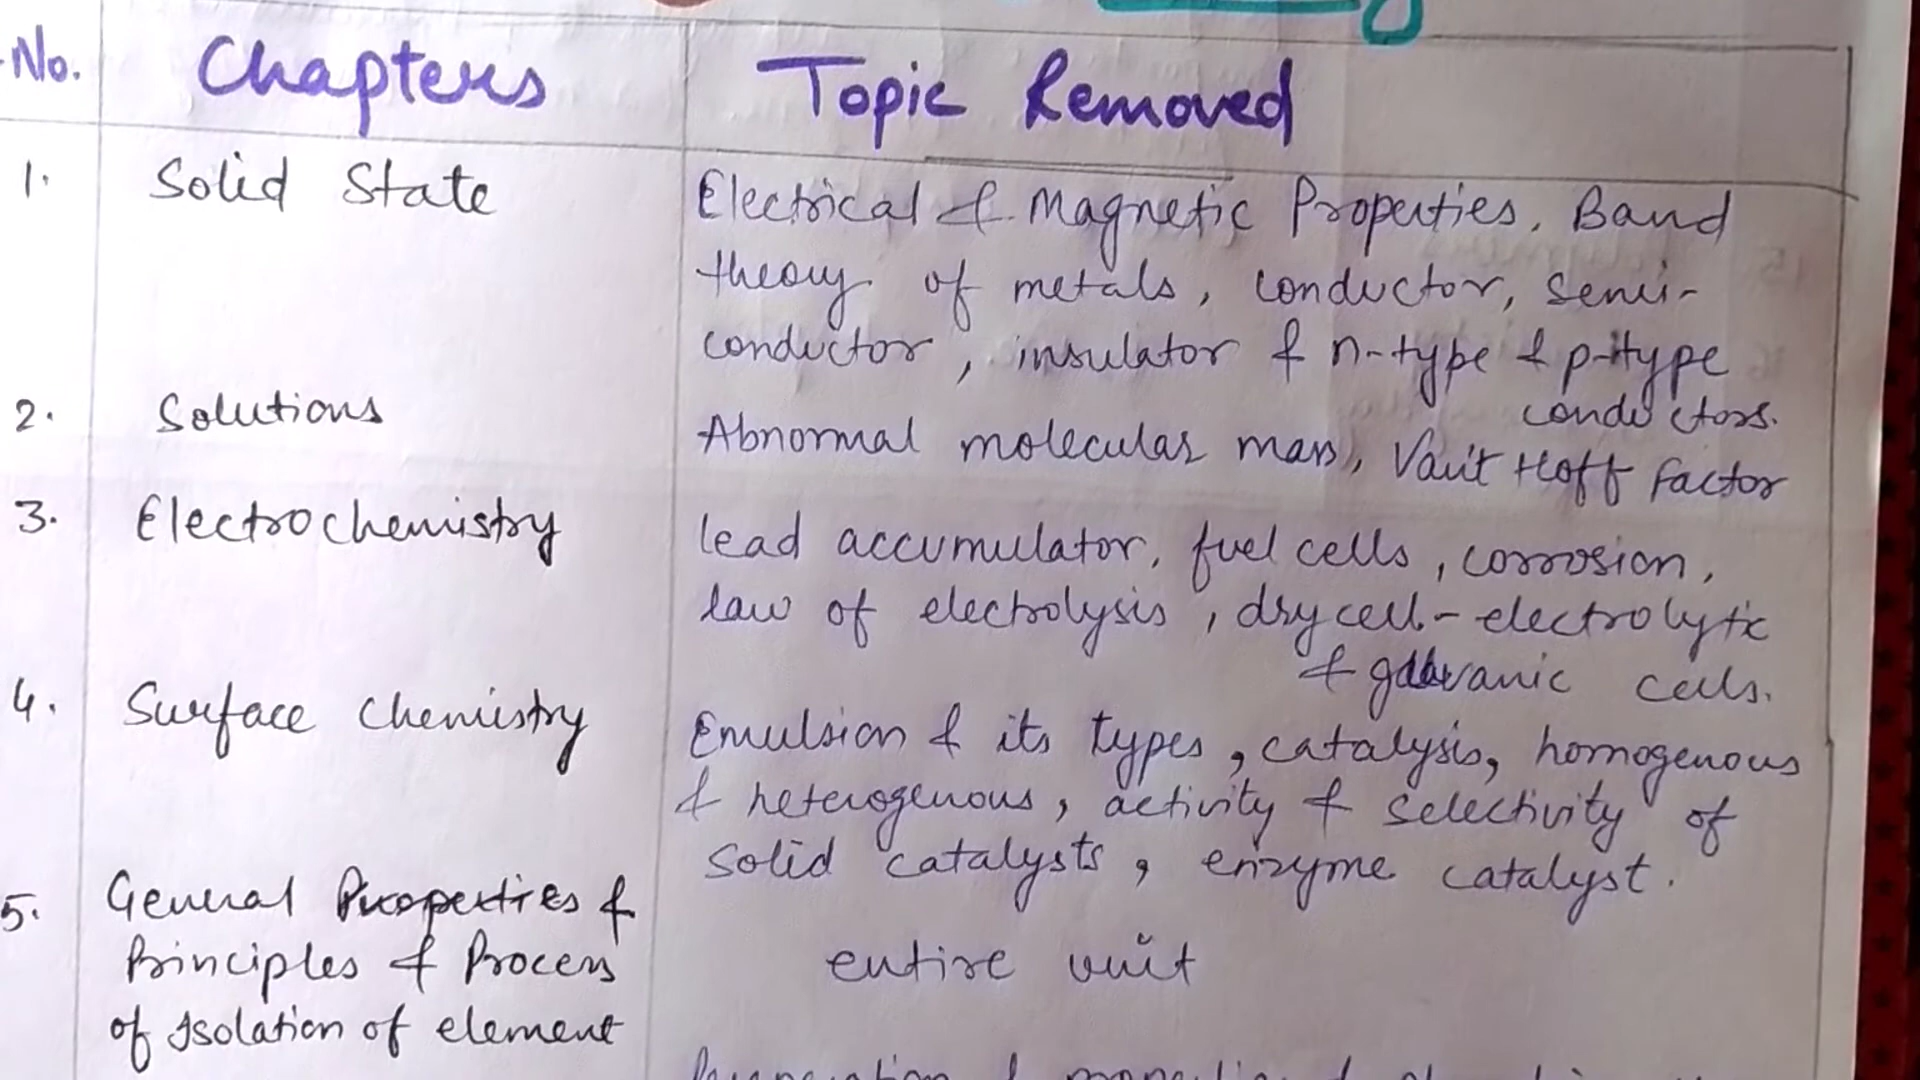 No. Chapters Topic Removed
1. Solid State Electrical & Magnetic Properties, Band
theory of metals, conductor, semi-
conductor, insulator & n-type & p-type
conductors.
2. Solutions Abnormal molecular mass, Van't Hoff factor
3. Electrochemistry lead accumulator, fuel cells, corrosion,
law of electrolysis, dry cell - electrolytic
& galvanic cells.
4. Surface Chemistry Emulsion & its types, catalysis, homogenous
& heterogenous, activity & selectivity of
solid catalysts, enzyme catalyst.
5. General Properties &
Principles & Process entire unit
of Isolation of element